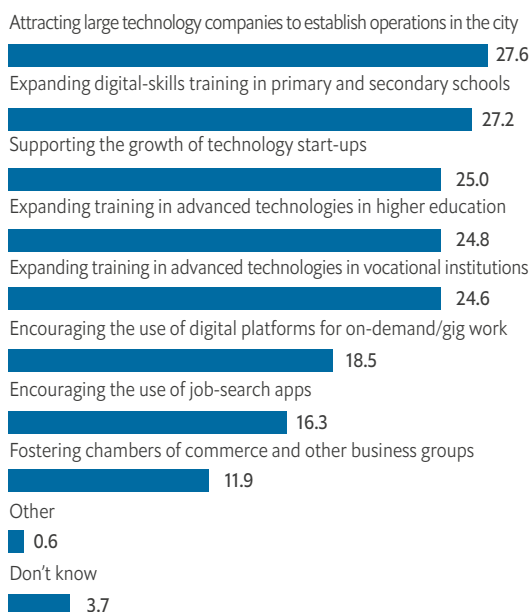 Attracting large technology companies to establish operations in the city
27.6
Expanding digital-skills training in primary and secondary schools
27.2
Supporting the growth of technology start-ups
25.0
Expanding training in advanced technologies in higher education
24.8
Expanding training in advanced technologies in vocational institutions
24.6
Encouraging the use of digital platforms for on-demand/gig work
18.5
Encouraging the use of job-search apps
16.3
Fostering chambers of commerce and other business groups
11.9
Other
0.6
Don’t know
3.7